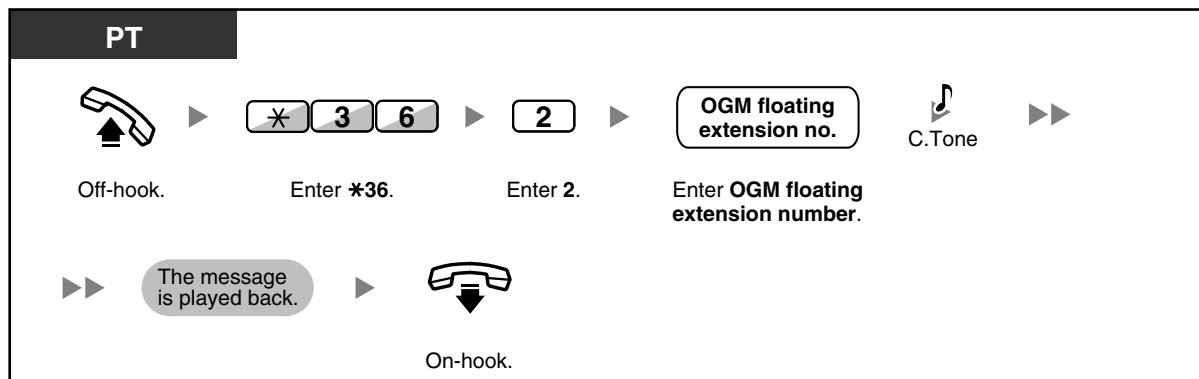 PT
✳ 3 6
2
OGM floating
extension no.
C.Tone
Off-hook.
Enter ✳36.
Enter 2.
Enter OGM floating
extension number.
The message
is played back.
On-hook.